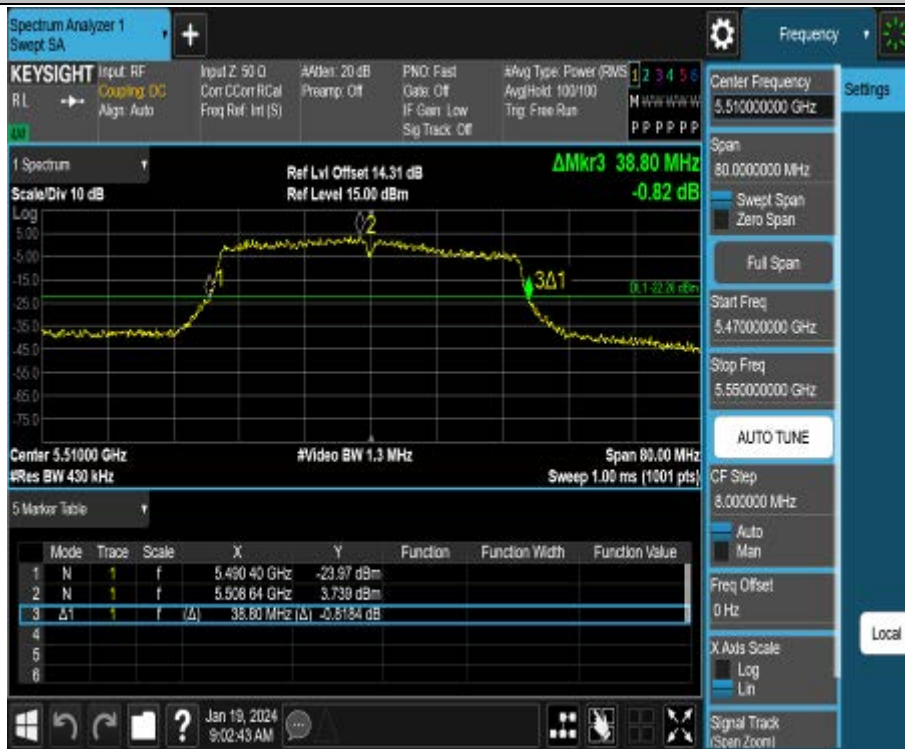 Spectrum Analyzer 1
Swept SA
+
Frequency
KEYSIGHT
RL
Input: RF
Coupling: DC
Align: Auto
Input Z: 50 Ω
Corr CCorr RCal
Freq Ref: Int (S)
#Atten: 20 dB
Preamp: Off
PNO: Fast
Gate: Off
IF Gain: Low
Sig Track: Off
#Avg Type: Power (RMS
Avg|Hold: 100/100
Trig: Free Run
1 2 3 4 5 6
M W W W W W
P P P P P P
1 Spectrum
Scale/Div 10 dB
Ref Lvl Offset 14.31 dB
Ref Level 15.00 dBm
ΔMkr3 38.80 MHz
-0.82 dB
Log
5.00
-5.00
-15.0
-25.0
-35.0
-45.0
-55.0
-65.0
-75.0
2
1
3Δ1
DL1 -22.26 dBm
Center 5.51000 GHz
#Res BW 430 kHz
#Video BW 1.3 MHz
Span 80.00 MHz
Sweep 1.00 ms (1001 pts)
5 Marker Table
Mode Trace Scale X Y Function Function Width Function Value
1 N 1 f 5.490 40 GHz -23.97 dBm
2 N 1 f 5.508 64 GHz 3.739 dBm
3 Δ1 1 f (Δ) 38.80 MHz (Δ) -0.8184 dB
4
5
6
Jan 19, 2024
9:02:43 AM
Center Frequency
5.510000000 GHz
Span
80.0000000 MHz
Swept Span
Zero Span
Full Span
Start Freq
5.470000000 GHz
Stop Freq
5.550000000 GHz
AUTO TUNE
CF Step
8.000000 MHz
Auto
Man
Freq Offset
0 Hz
X Axis Scale
Log
Lin
Signal Track
(Span Zoom)
Settings
Local